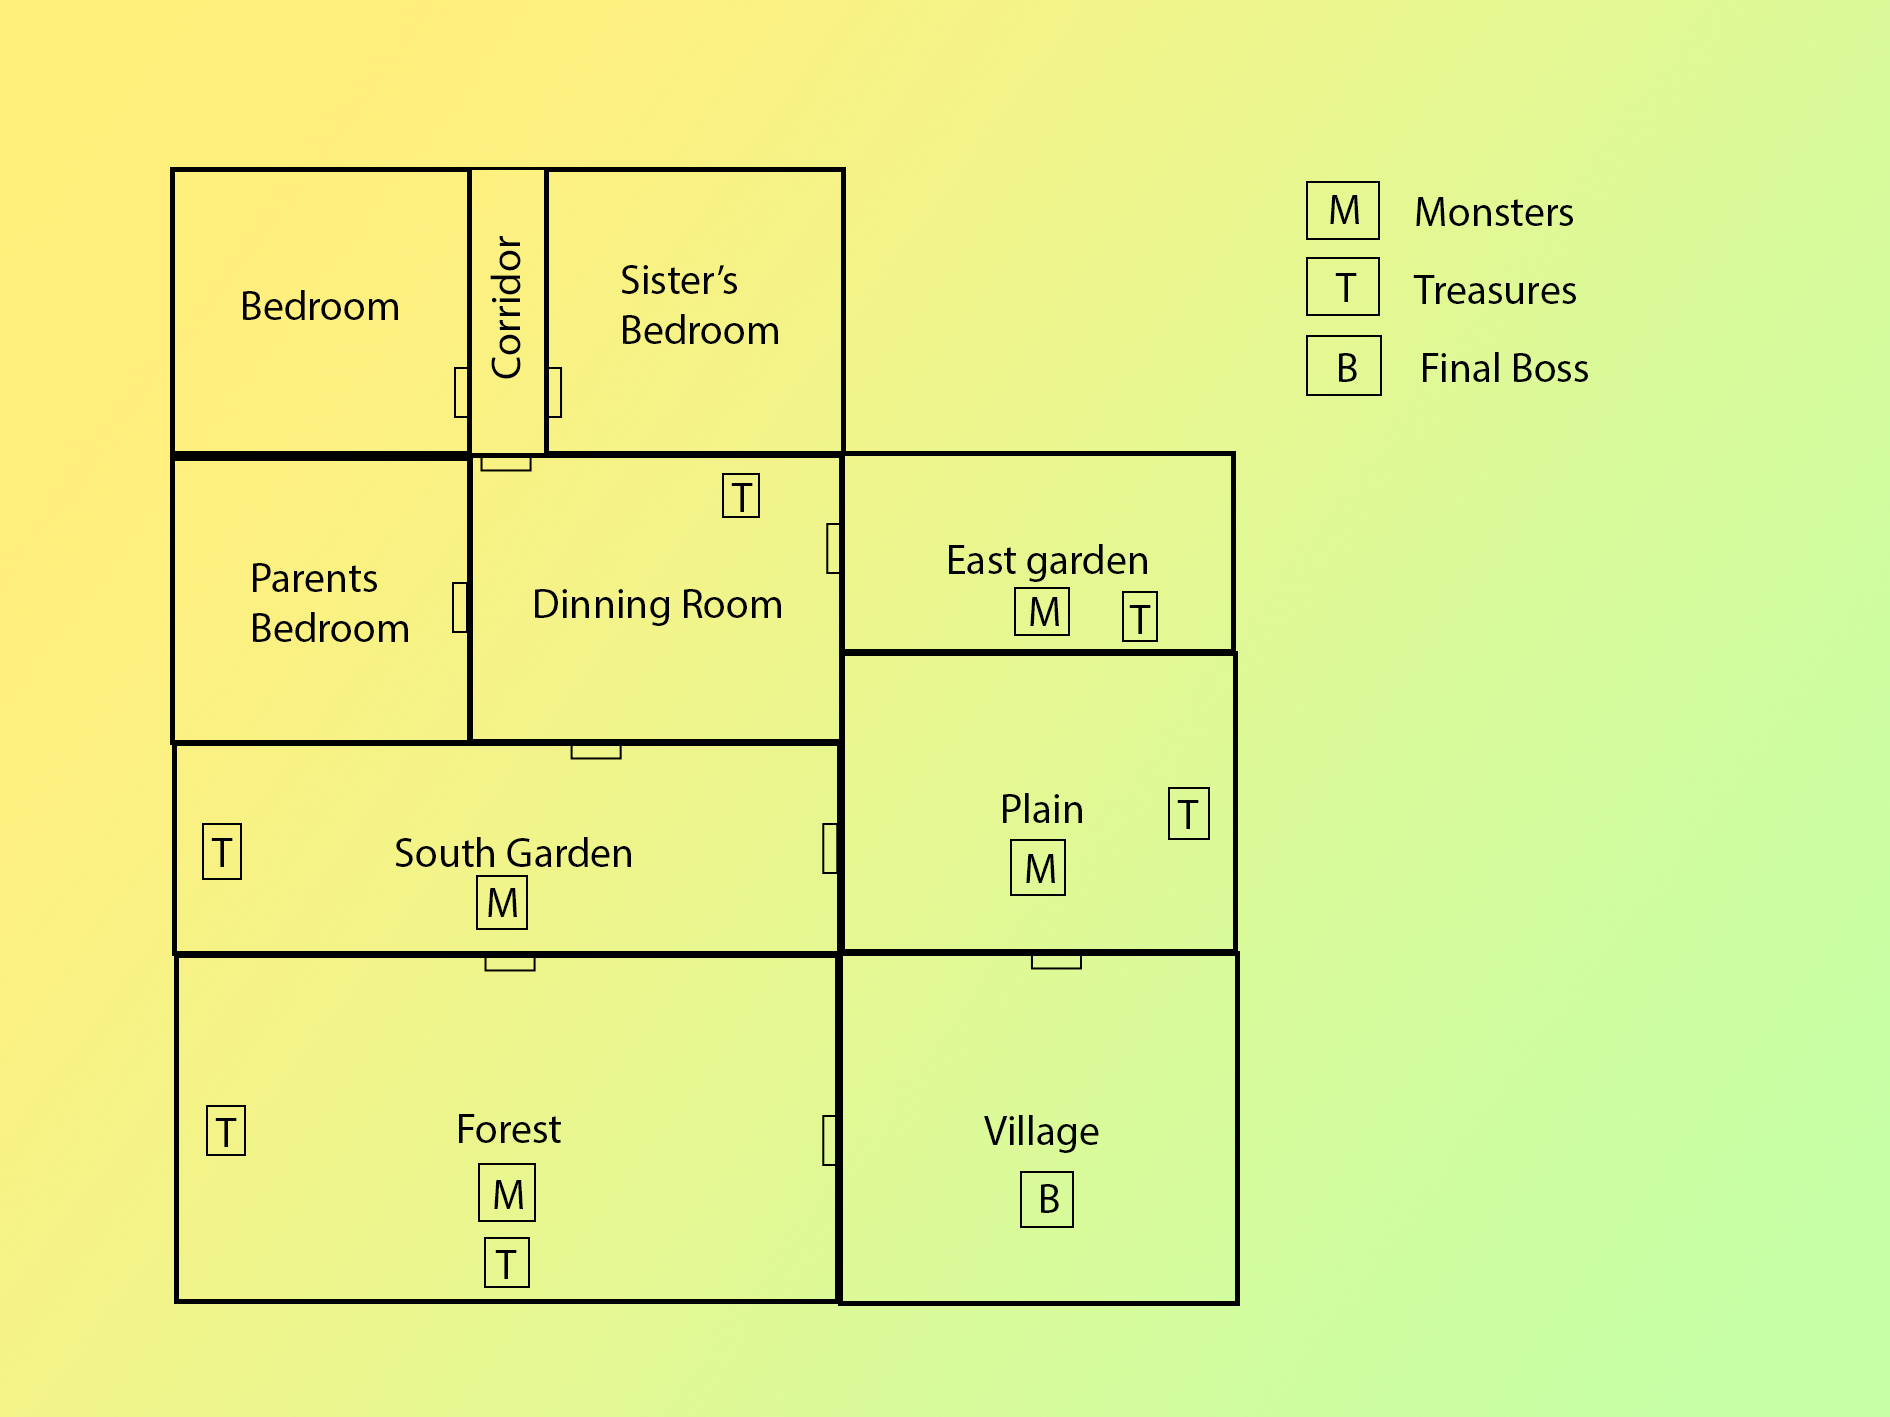 Bedroom
Corridor
Sister’s
Bedroom
M Monsters
T Treasures
B Final Boss
Parents
Bedroom
T
Dinning Room
East garden
M T
T
South Garden
M
Plain
T
M
T
Forest
M
T
Village
B